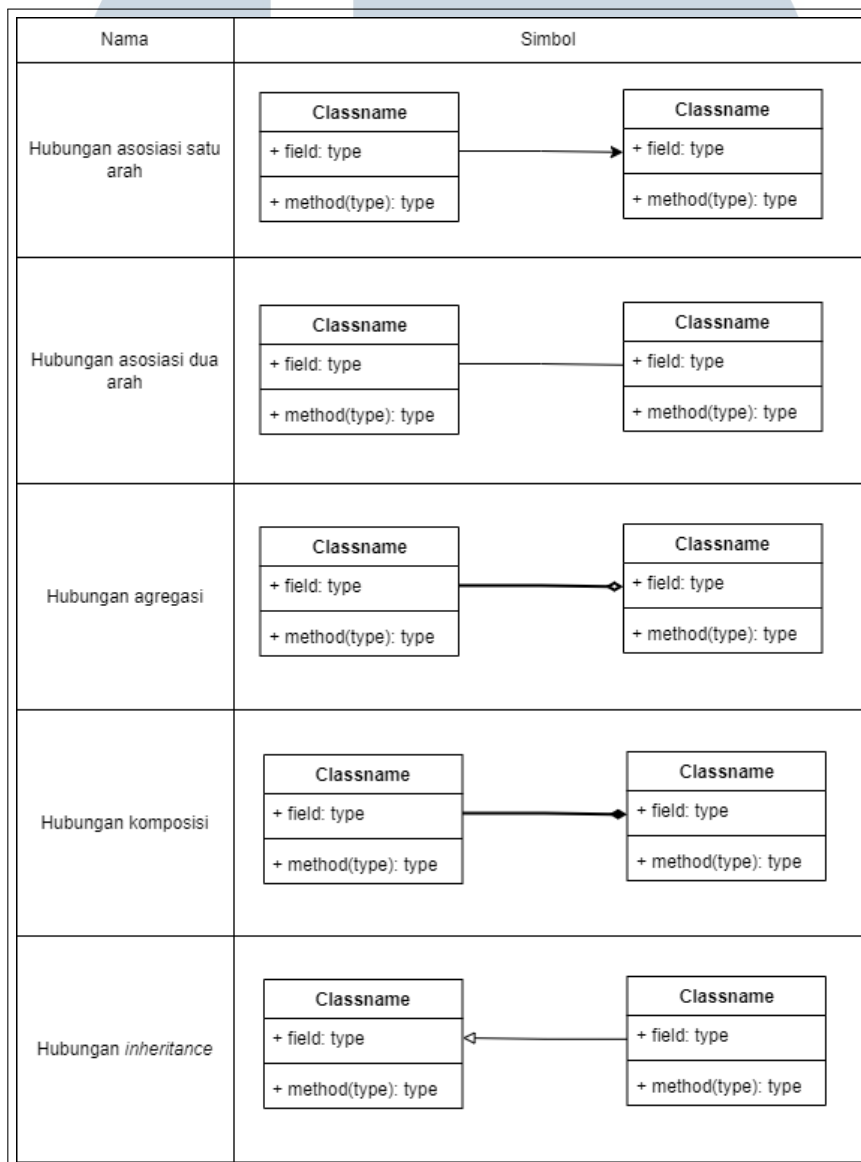 Nama
Simbol
Hubungan asosiasi satu
arah
Classname
+ field: type
+ method(type): type
Classname
+ field: type
+ method(type): type
Hubungan asosiasi dua
arah
Classname
+ field: type
+ method(type): type
Classname
+ field: type
+ method(type): type
Hubungan agregasi
Classname
+ field: type
+ method(type): type
Classname
+ field: type
+ method(type): type
Hubungan komposisi
Classname
+ field: type
+ method(type): type
Classname
+ field: type
+ method(type): type
Hubungan inheritance
Classname
+ field: type
+ method(type): type
Classname
+ field: type
+ method(type): type